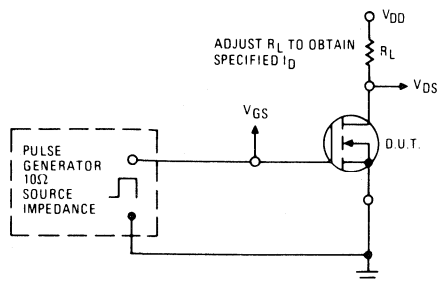 VDD
ADJUST RL TO OBTAIN
SPECIFIED ID
RL
VDS
VGS
D.U.T.
PULSE
GENERATOR
10Ω
SOURCE
IMPEDANCE